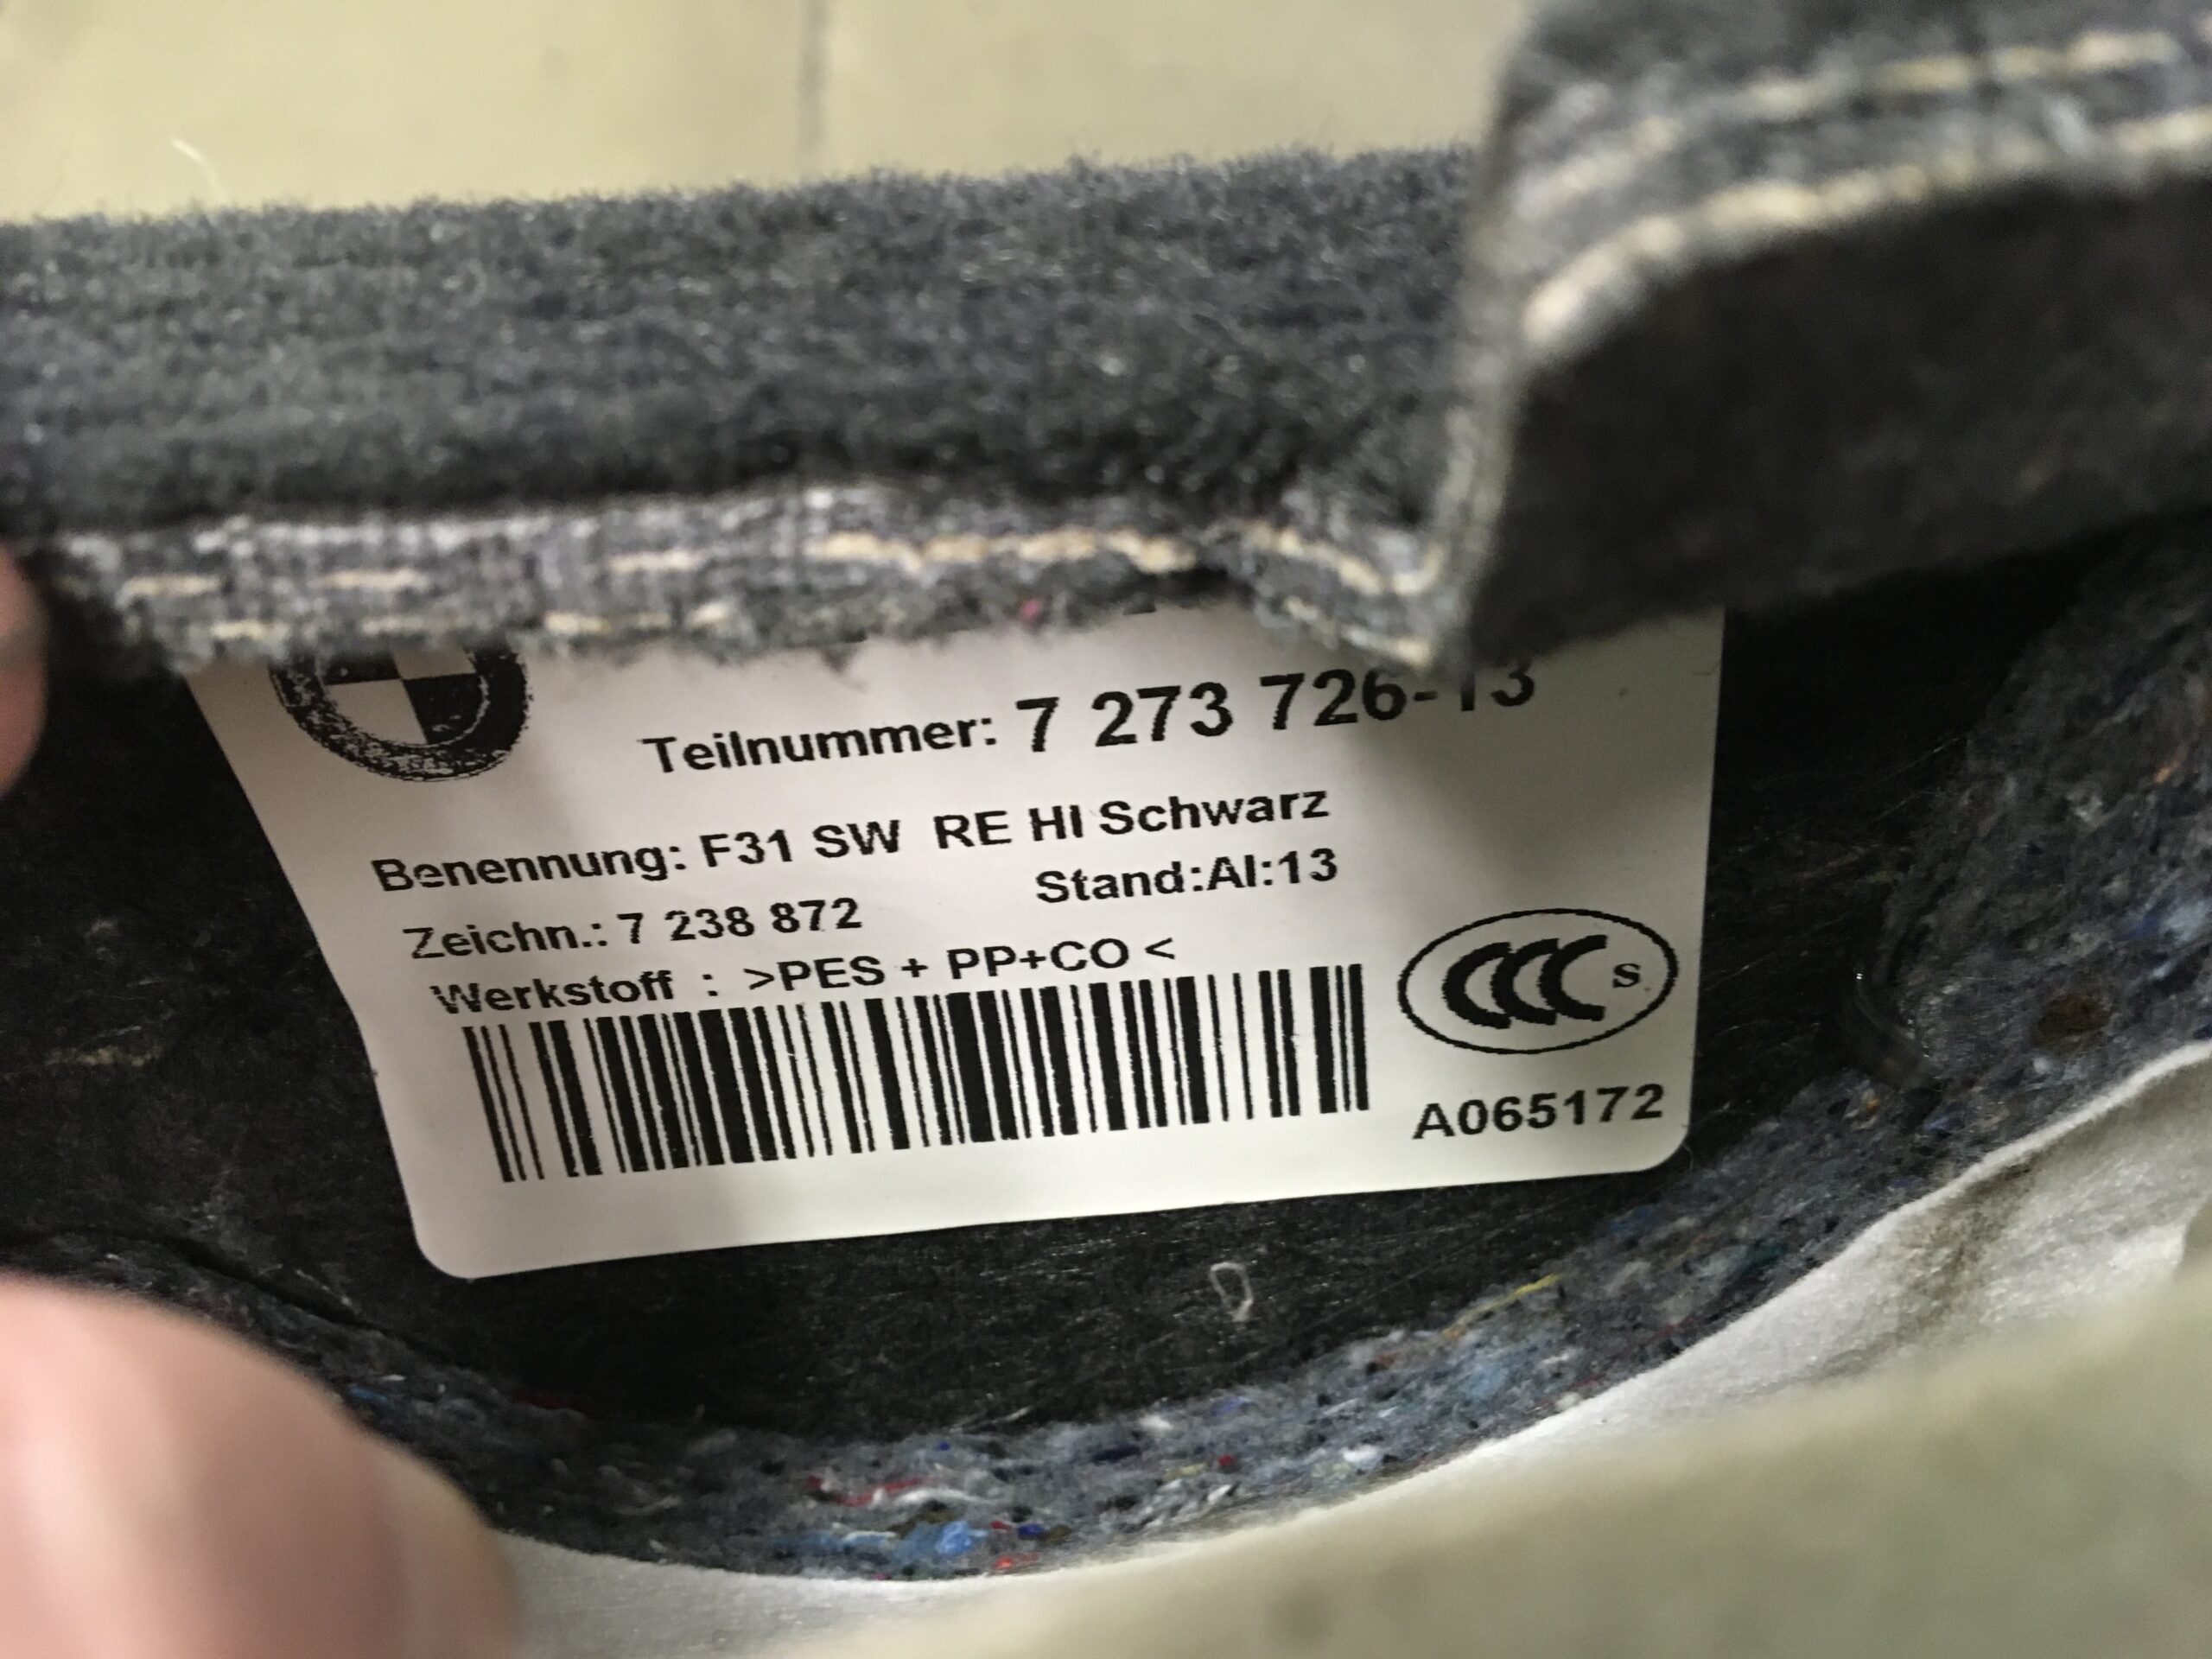 Teilnummer: 7 273 726-13
Benennung: F31 SW RE HI Schwarz
Zeichn.: 7 238 872 Stand:AI:13
Werkstoff : >PES + PP+CO <
CCC S
A065172